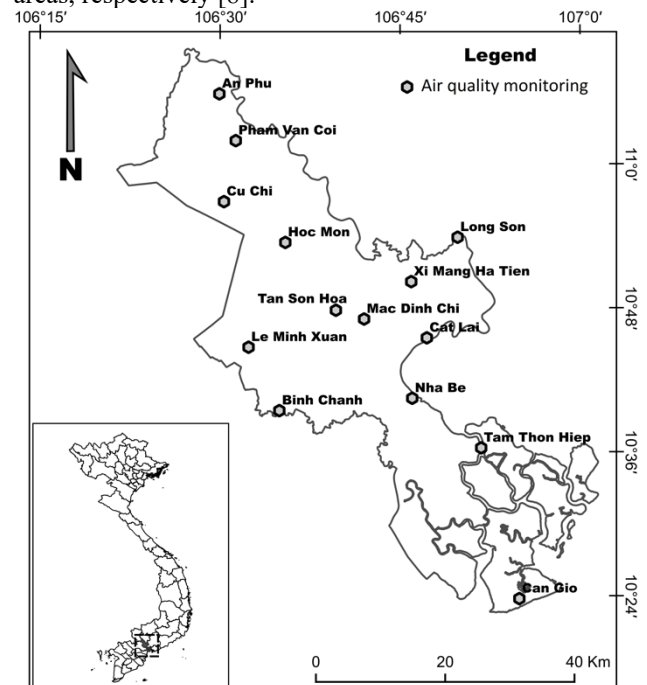 areas, respectively [8].
106°15' 106°30' 106°45' 107°0'
Legend
Air quality monitoring
N
An Phu
Pham Van Coi
11°0'
Cu Chi
Long Son
Hoc Mon
Xi Mang Ha Tien
Tan Son Hoa
Mac Dinh Chi
10°48'
Cat Lai
Le Minh Xuan
Nha Be
Binh Chanh
Tam Thon Hiep
10°36'
Can Gio
10°24'
0 20 40 Km